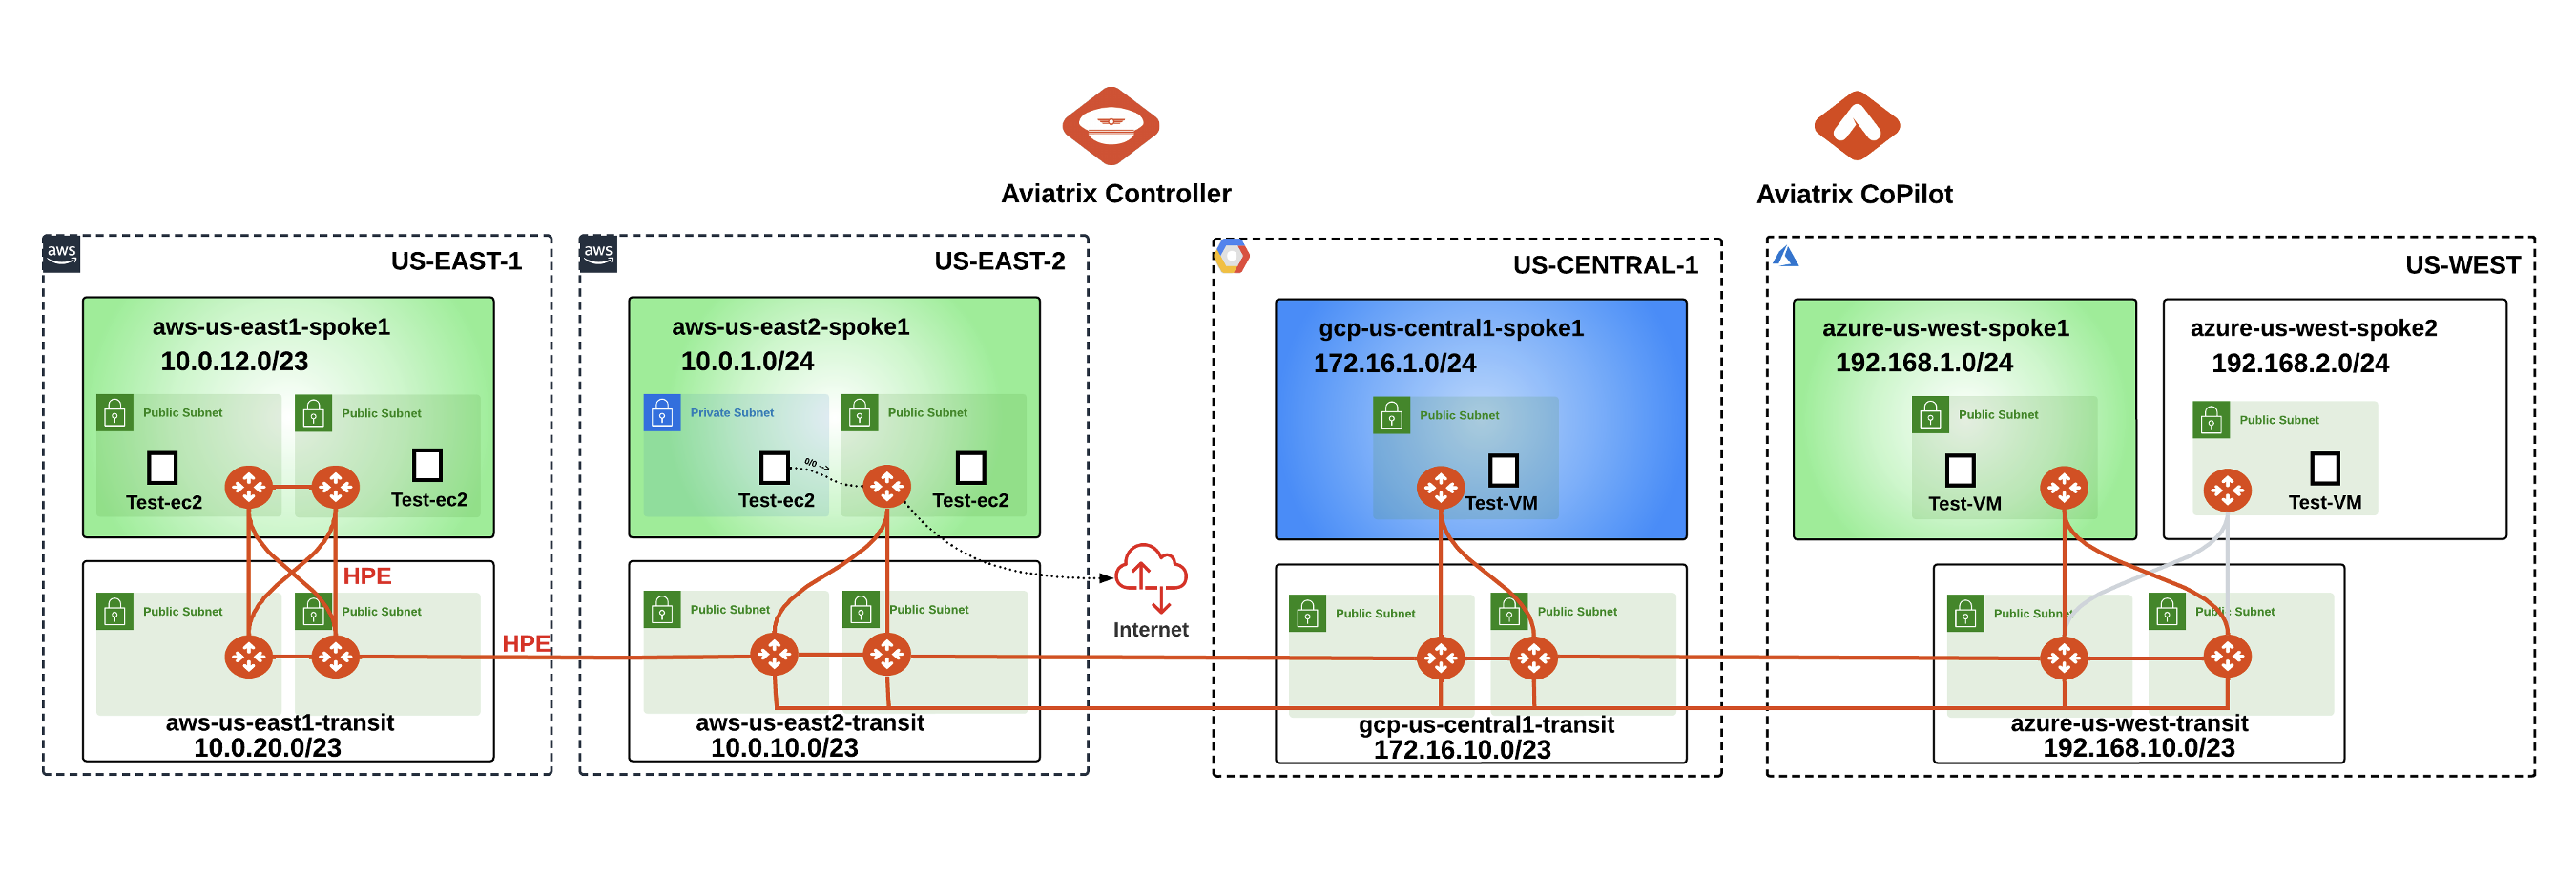 Aviatrix Controller
Aviatrix CoPilot
aws
US-EAST-1
aws-us-east1-spoke1
10.0.12.0/23
Public Subnet
Public Subnet
Test-ec2
Test-ec2
HPE
Public Subnet
Public Subnet
HPE
aws-us-east1-transit
10.0.20.0/23
aws
US-EAST-2
aws-us-east2-spoke1
10.0.1.0/24
Private Subnet
Public Subnet
0/0 -->
Test-ec2
Test-ec2
Internet
Public Subnet
Public Subnet
aws-us-east2-transit
10.0.10.0/23
US-CENTRAL-1
gcp-us-central1-spoke1
172.16.1.0/24
Public Subnet
Test-VM
Public Subnet
Public Subnet
gcp-us-central1-transit
172.16.10.0/23
US-WEST
azure-us-west-spoke1
192.168.1.0/24
Public Subnet
Test-VM
azure-us-west-spoke2
192.168.2.0/24
Public Subnet
Test-VM
Public Subnet
Public Subnet
azure-us-west-transit
192.168.10.0/23